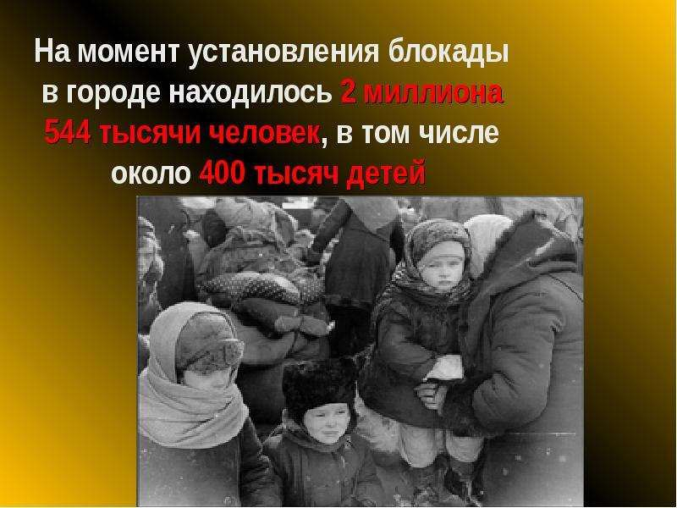 На момент установления блокады
в городе находилось 2 миллиона
544 тысячи человек, в том числе
около 400 тысяч детей